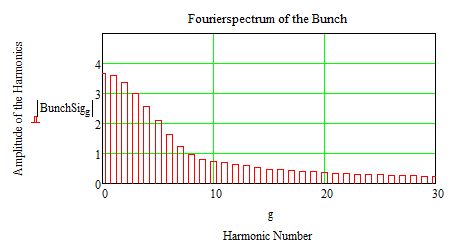 Fourierspectrum of the Bunch
Amplitude of the Harmonics
|BunchSig g|
4
3
2
1
0
0 10 20 30
g
Harmonic Number